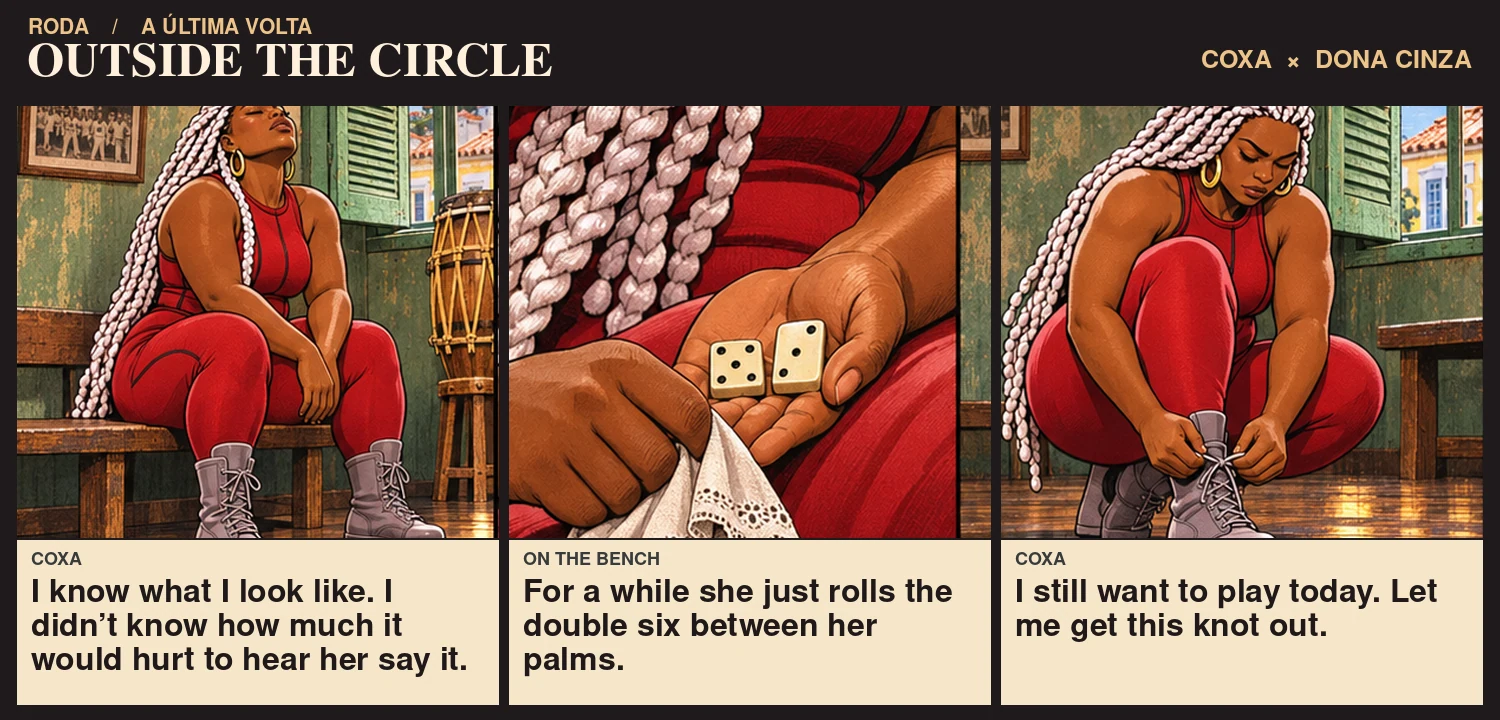 RODA / A ÚLTIMA VOLTA
OUTSIDE THE CIRCLE
COXA × DONA CINZA
COXA
I know what I look like. I
didn’t know how much it
would hurt to hear her say it.
ON THE BENCH
For a while she just rolls the
double six between her
palms.
COXA
I still want to play today. Let
me get this knot out.